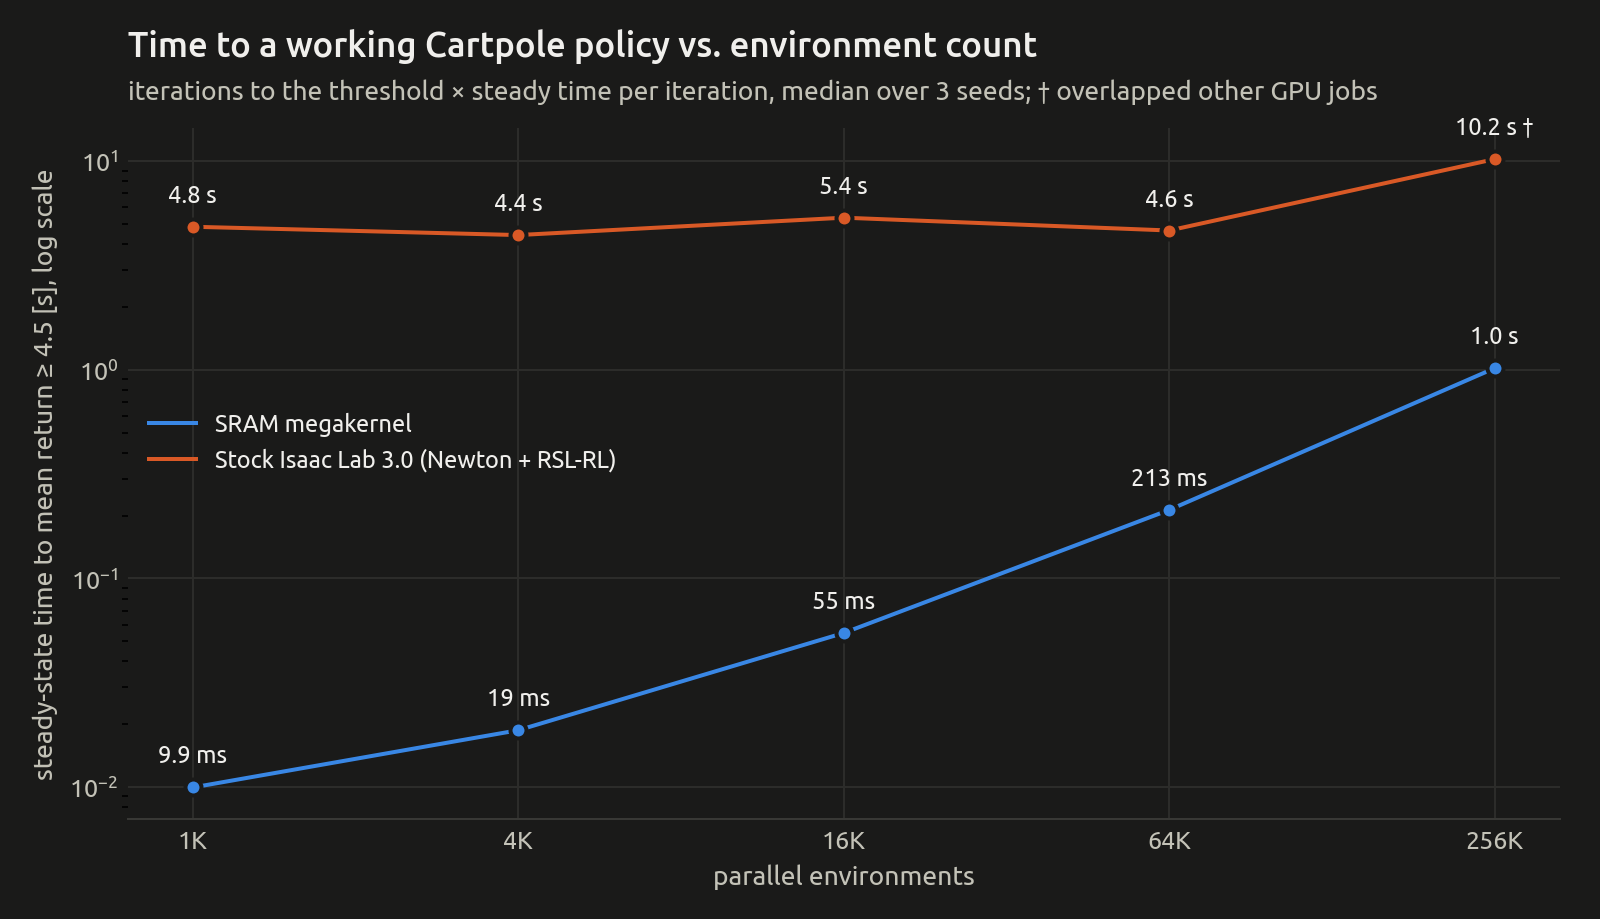 Time to a working Cartpole policy vs. environment count
iterations to the threshold × steady time per iteration, median over 3 seeds; † overlapped other GPU jobs
steady-state time to mean return ≥ 4.5 [s], log scale
10¹
10⁰
10⁻¹
10⁻²
4.8 s
4.4 s
5.4 s
4.6 s
10.2 s †
SRAM megakernel
Stock Isaac Lab 3.0 (Newton + RSL-RL)
9.9 ms
19 ms
55 ms
213 ms
1.0 s
1K
4K
16K
64K
256K
parallel environments